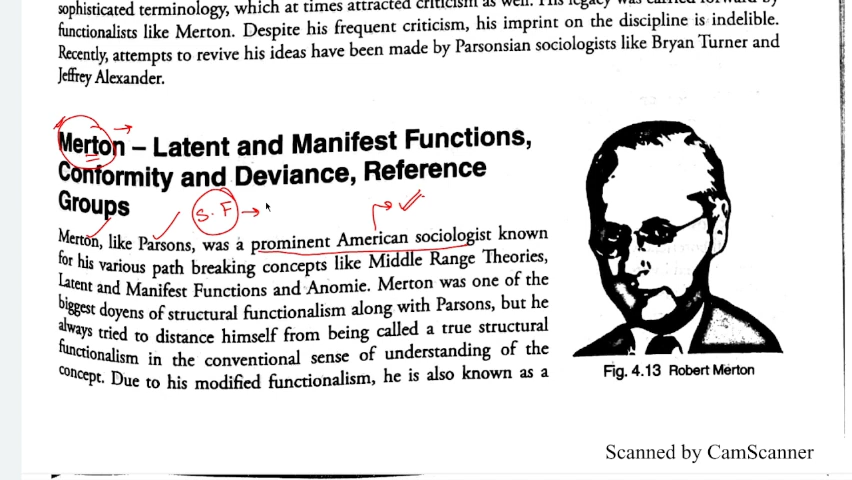 sophisticated terminology, which at times attracted criticism as well. His legacy was carried forward by
functionalists like Merton. Despite his frequent criticism, his imprint on the discipline is indelible.
Recently, attempts to revive his ideas have been made by Parsonsian sociologists like Bryan Turner and
Jeffrey Alexander.
Merton – Latent and Manifest Functions,
Conformity and Deviance, Reference
Groups
S.F
Merton, like Parsons, was a prominent American sociologist known
for his various path breaking concepts like Middle Range Theories,
Latent and Manifest Functions and Anomie. Merton was one of the
biggest doyens of structural functionalism along with Parsons, but he
always tried to distance himself from being called a true structural
functionalism in the conventional sense of understanding of the
concept. Due to his modified functionalism, he is also known as a
Fig. 4.13 Robert Merton
Scanned by CamScanner